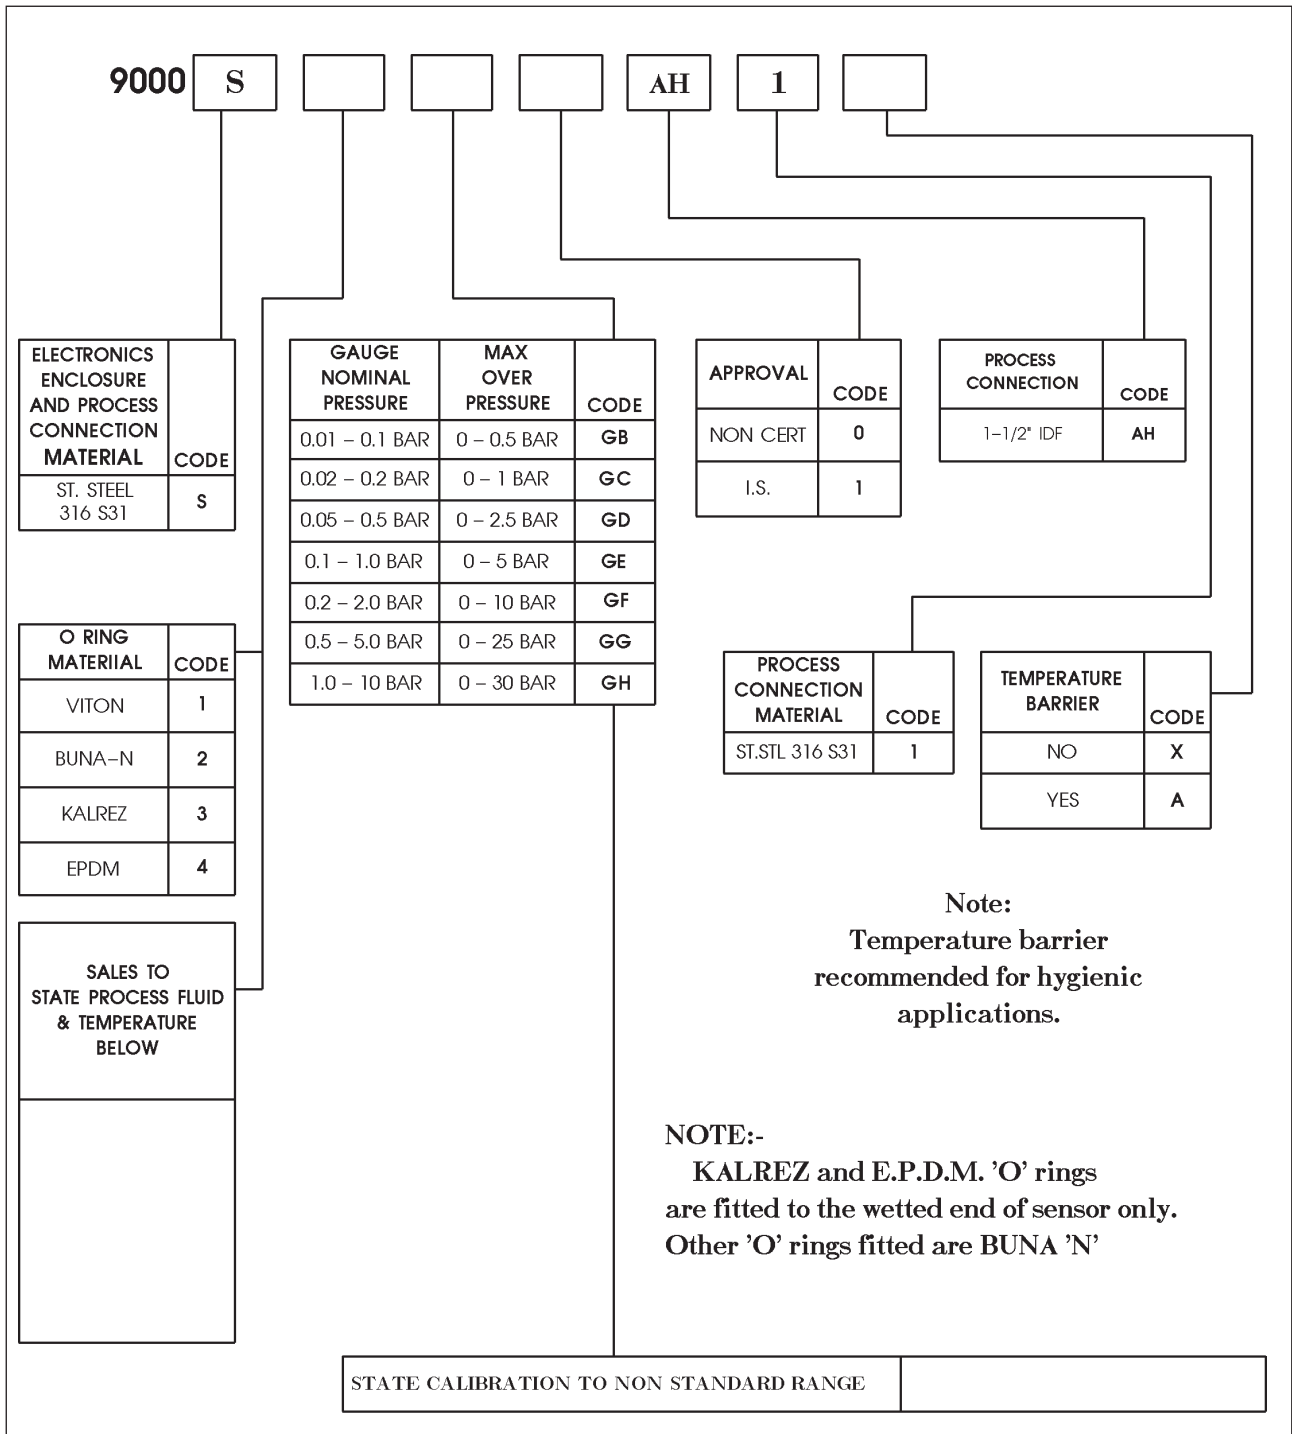 9000 S AH 1
ELECTRONICS
ENCLOSURE
AND PROCESS
CONNECTION
MATERIAL CODE
ST. STEEL
316 S31 S
GAUGE
NOMINAL
PRESSURE
MAX
OVER
PRESSURE
CODE
0.01 – 0.1 BAR 0 – 0.5 BAR GB
0.02 – 0.2 BAR 0 – 1 BAR GC
0.05 – 0.5 BAR 0 – 2.5 BAR GD
0.1 – 1.0 BAR 0 – 5 BAR GE
0.2 – 2.0 BAR 0 – 10 BAR GF
0.5 – 5.0 BAR 0 – 25 BAR GG
1.0 – 10 BAR 0 – 30 BAR GH
APPROVAL CODE
NON CERT 0
I.S. 1
PROCESS
CONNECTION CODE
1–1/2" IDF AH
O RING
MATERIIAL CODE
VITON 1
BUNA–N 2
KALREZ 3
EPDM 4
PROCESS
CONNECTION
MATERIAL CODE
ST.STL 316 S31 1
TEMPERATURE
BARRIER CODE
NO X
YES A
SALES TO
STATE PROCESS FLUID
& TEMPERATURE
BELOW
Note:
Temperature barrier
recommended for hygienic
applications.
NOTE:-
KALREZ and E.P.D.M. 'O' rings
are fitted to the wetted end of sensor only.
Other 'O' rings fitted are BUNA 'N'
STATE CALIBRATION TO NON STANDARD RANGE